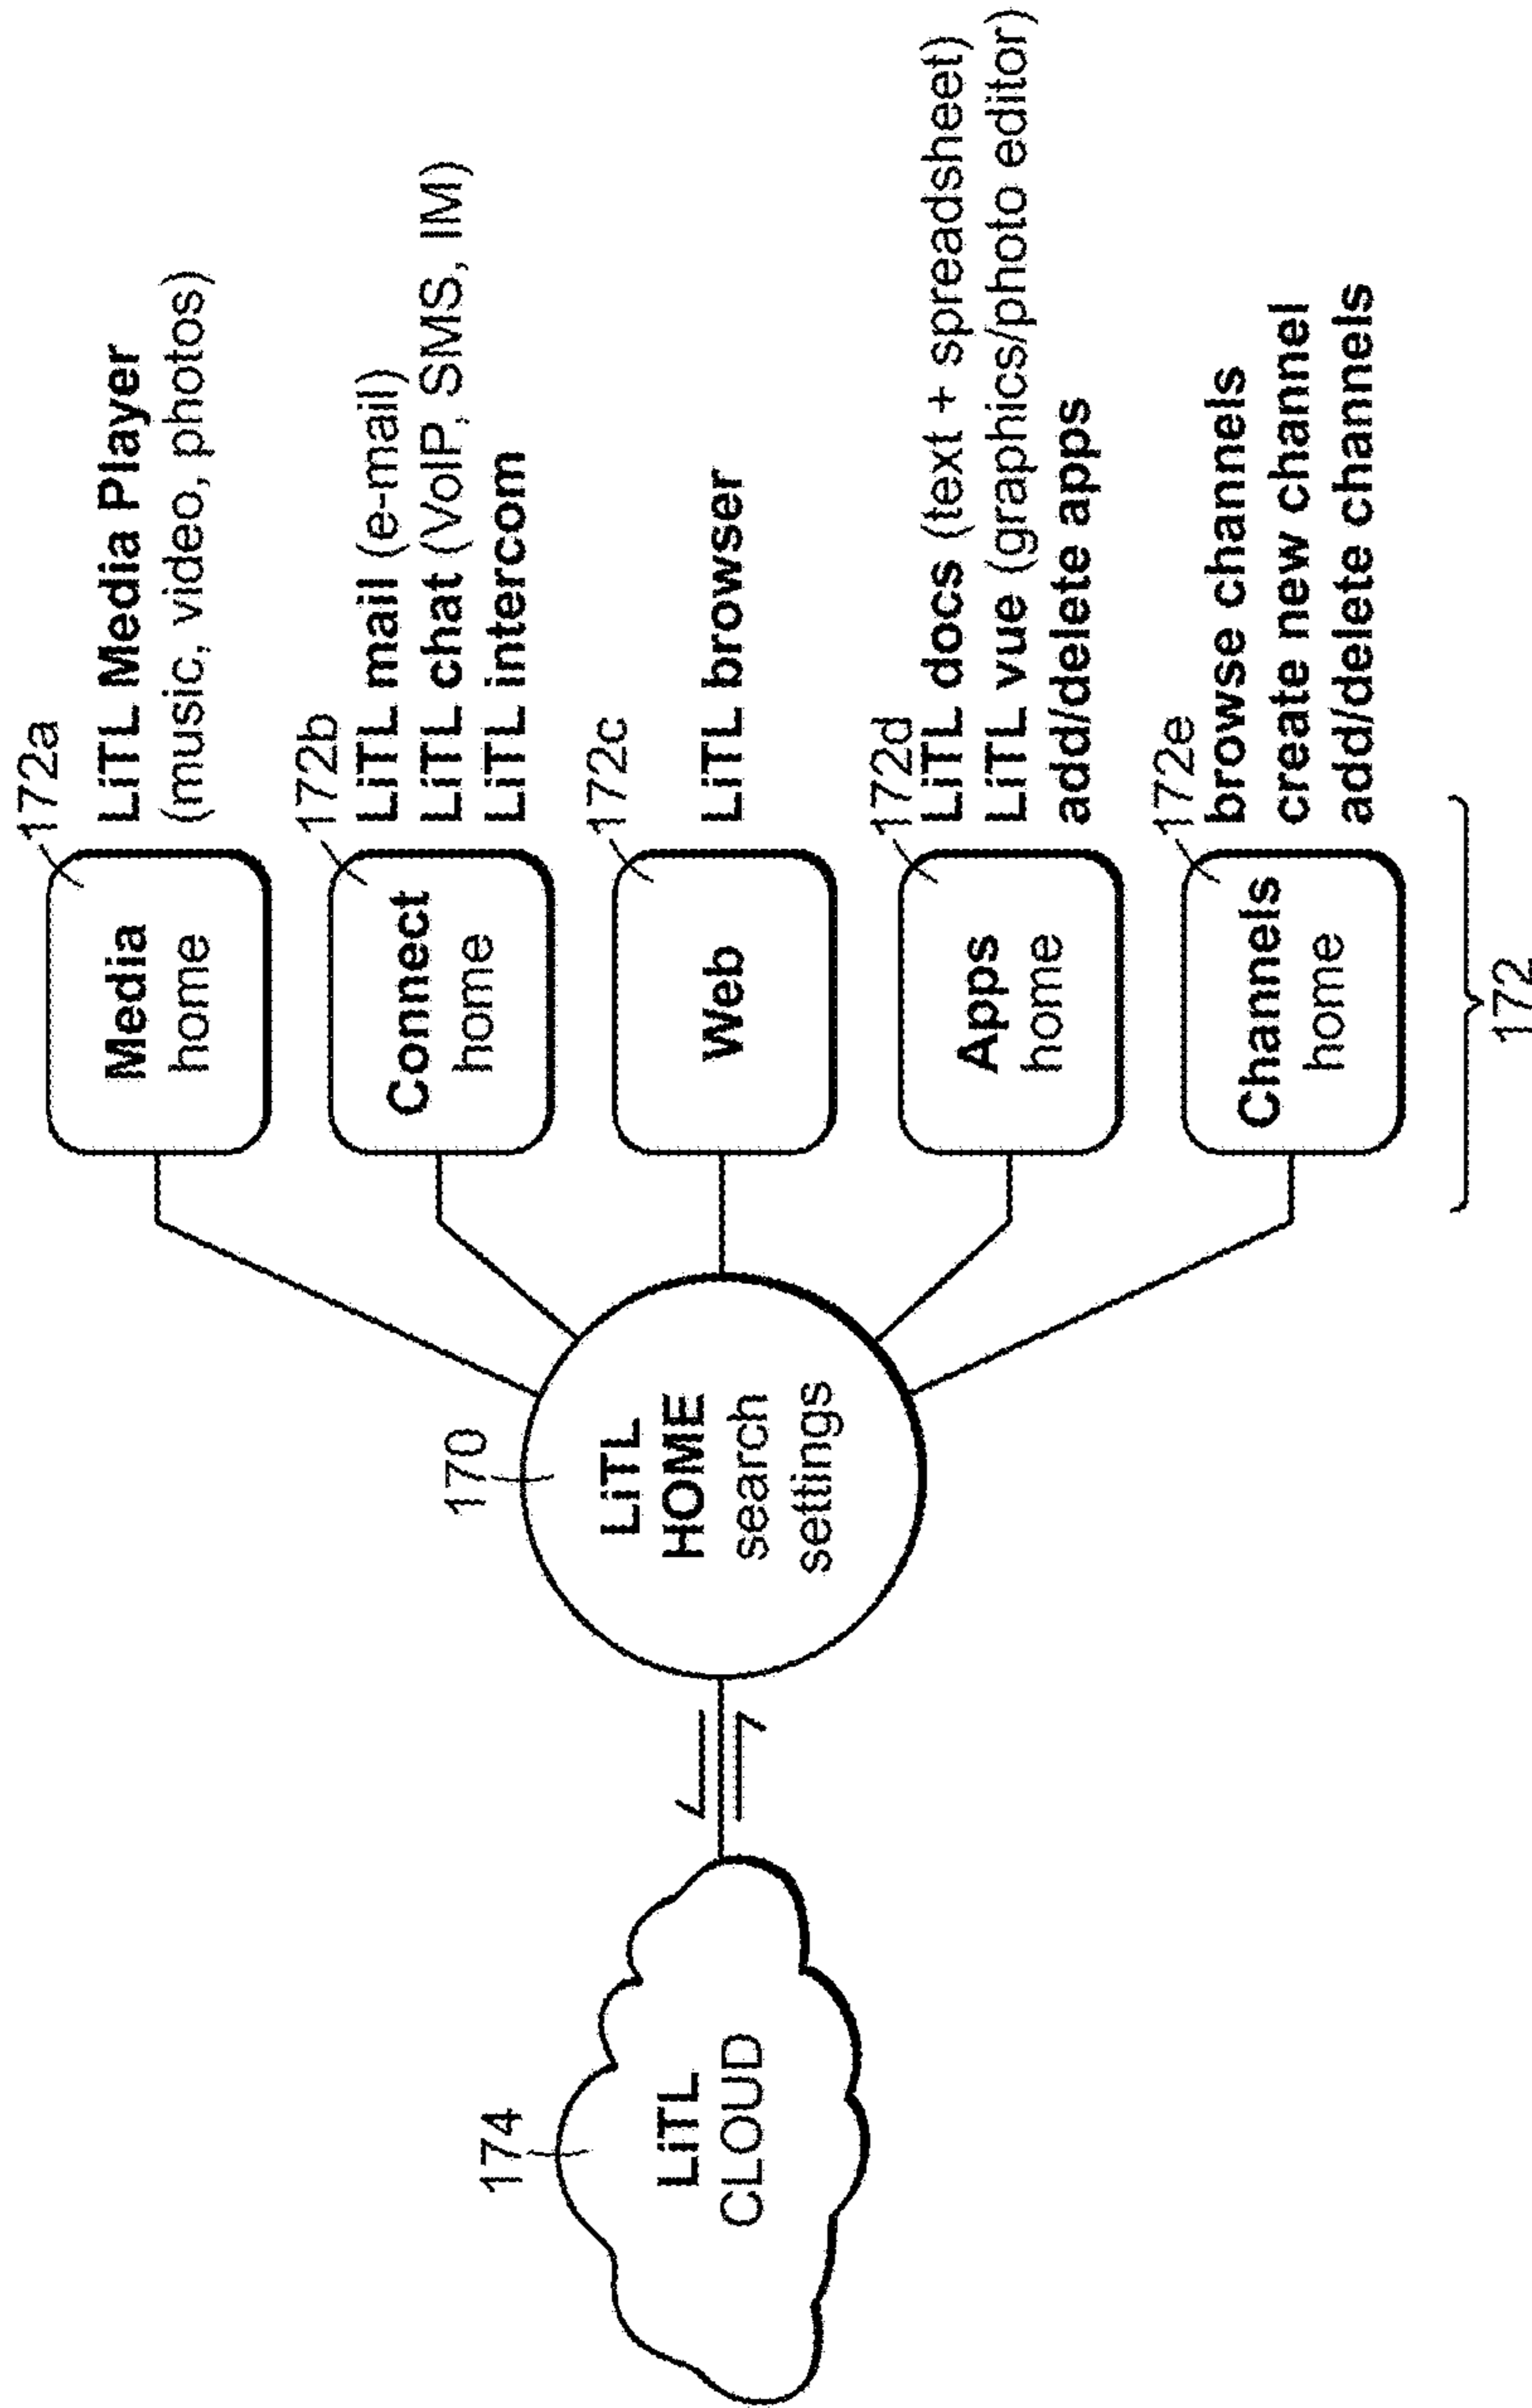 174
LiTL
CLOUD
170
LiTL
HOME
search
settings
172a
Media
home
LiTL Media Player
(music, video, photos)
172b
Connect
home
LiTL mail (e-mail)
LiTL chat (VoIP, SMS, IM)
LiTL intercom
172c
Web
LiTL browser
172d
Apps
home
LiTL docs (text + spreadsheet)
LiTL vue (graphics/photo editor)
add/delete apps
172e
Channels
home
browse channels
create new channel
add/delete channels
172